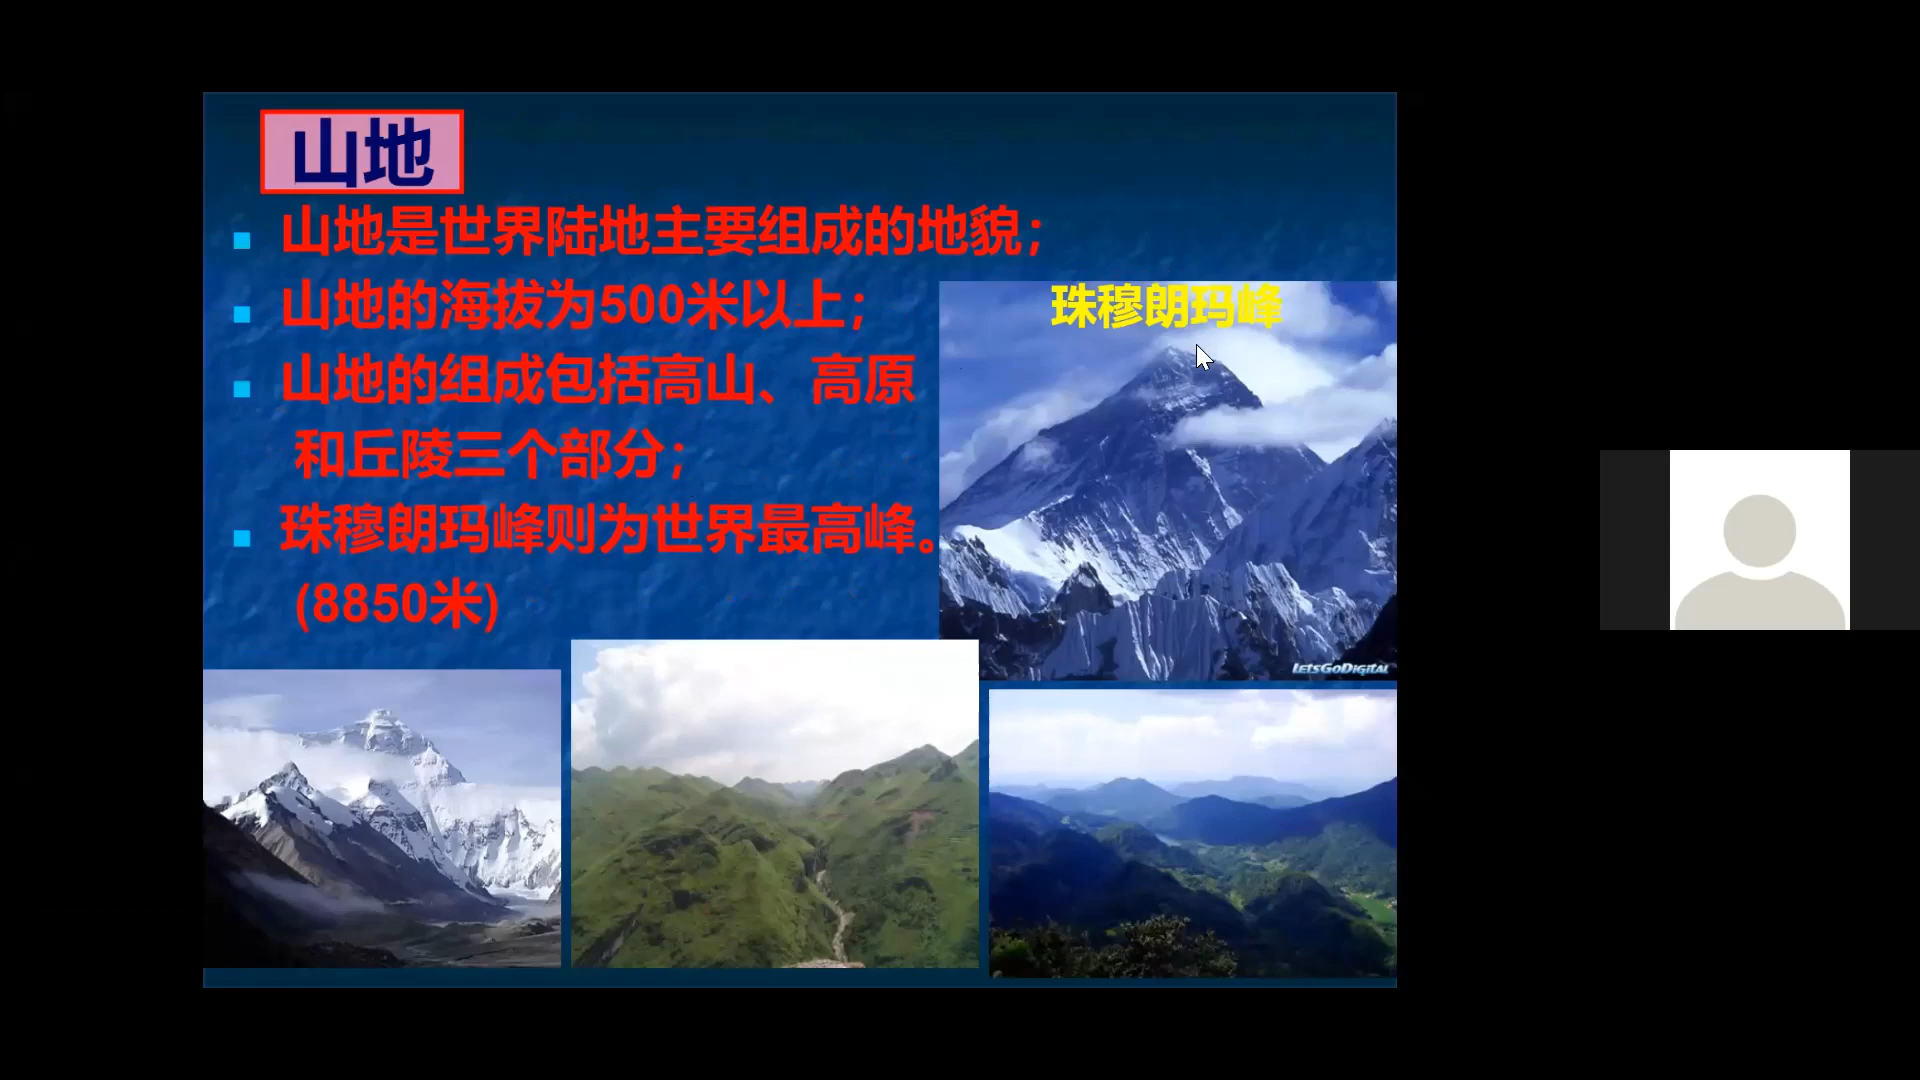 山地
山地是世界陆地主要组成的地貌；
山地的海拔为500米以上；
珠穆朗玛峰
山地的组成包括高山、高原
和丘陵三个部分；
珠穆朗玛峰则为世界最高峰。
(8850米)
LETSGODIGITAL